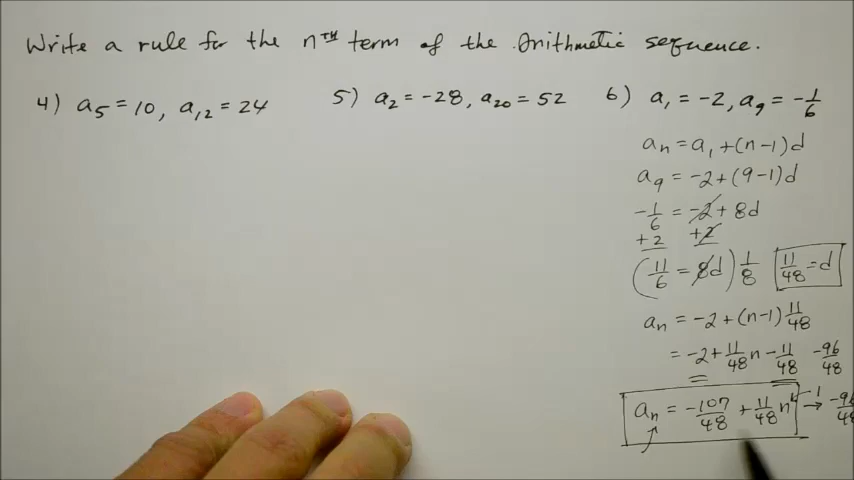 Write a rule for the nᵀᴴ term of the Arithmetic sequence.
4) a₅ = 10, a₁₂ = 24
5) a₂ = -28, a₂₀ = 52
6) a₁ = -2, a₉ = -1/6
aₙ = a₁ + (n-1)d
a₉ = -2 + (9-1)d
-1/6 = -2 + 8d
+2 +2
(11/6 = 8d) 1/8 11/48 = d
aₙ = -2 + (n-1) 11/48
= -2 + 11/48 n - 11/48 -96/48
aₙ = -107/48 + 11/48 n